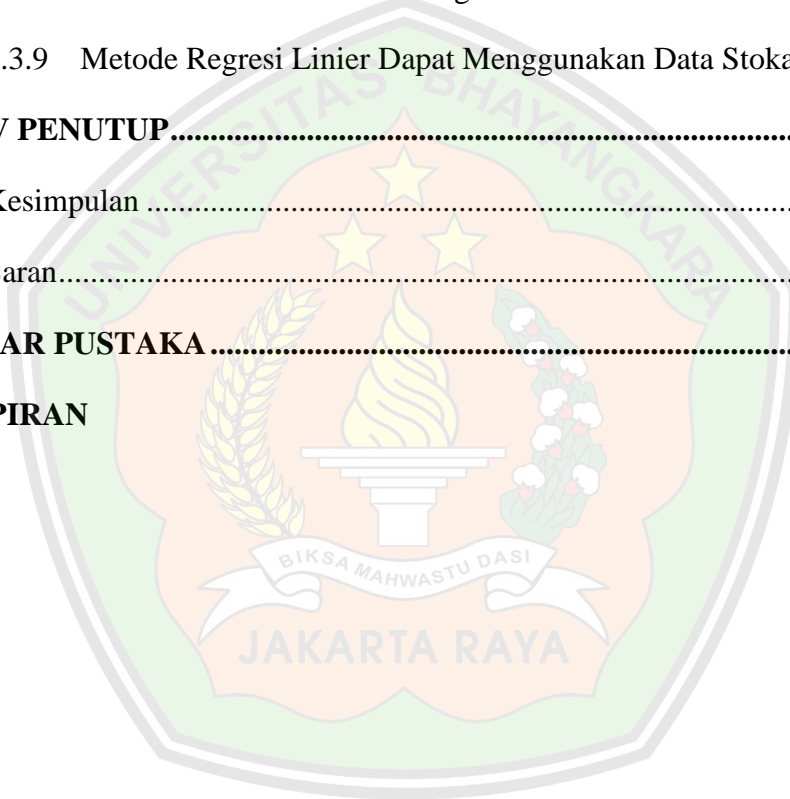 .3.9 Metode Regresi Linier Dapat Menggunakan Data Stoka
V PENUTUP..............................................................................
Kesimpulan ..............................................................................
aran..............................................................................
AR PUSTAKA ..............................................................................
PIRAN
UNIVERSITAS BHAYANGKARA
BIKSA MAHWASTU DASI
JAKARTA RAYA